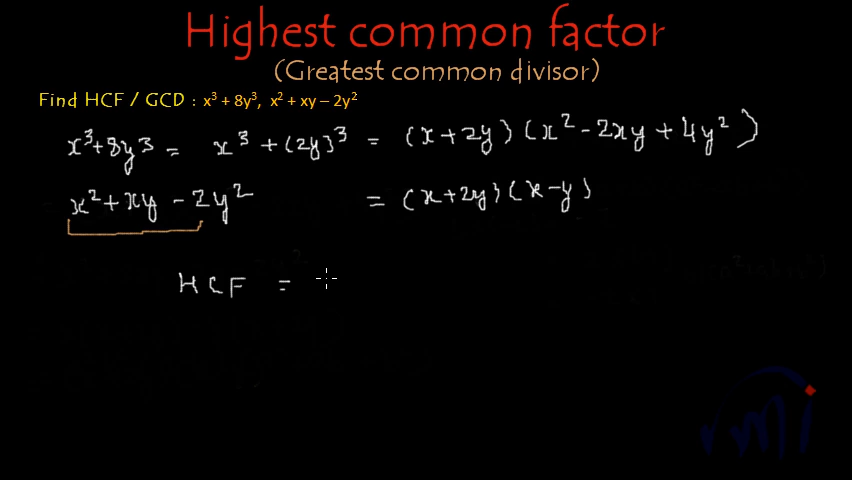 Highest common factor
(Greatest common divisor)
Find HCF / GCD : x³ + 8y³, x² + xy – 2y²
x³+8y3 = x³ + (2y)³ = (x+2y) (x² - 2xy + 4y²)
x² + xy - 2y² = (x+2y) (x-y)
HCF =
rmi